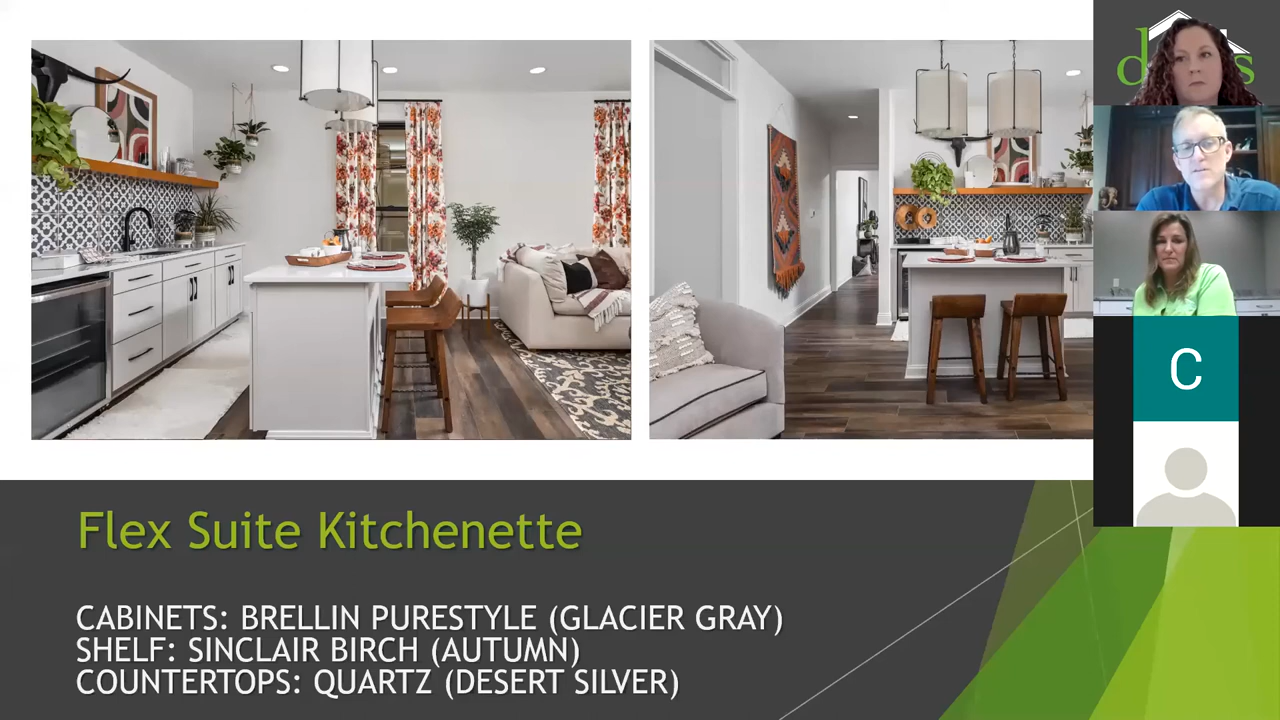 Flex Suite Kitchenette
CABINETS: BRELLIN PURESTYLE (GLACIER GRAY)
SHELF: SINCLAIR BIRCH (AUTUMN)
COUNTERTOPS: QUARTZ (DESERT SILVER)
C